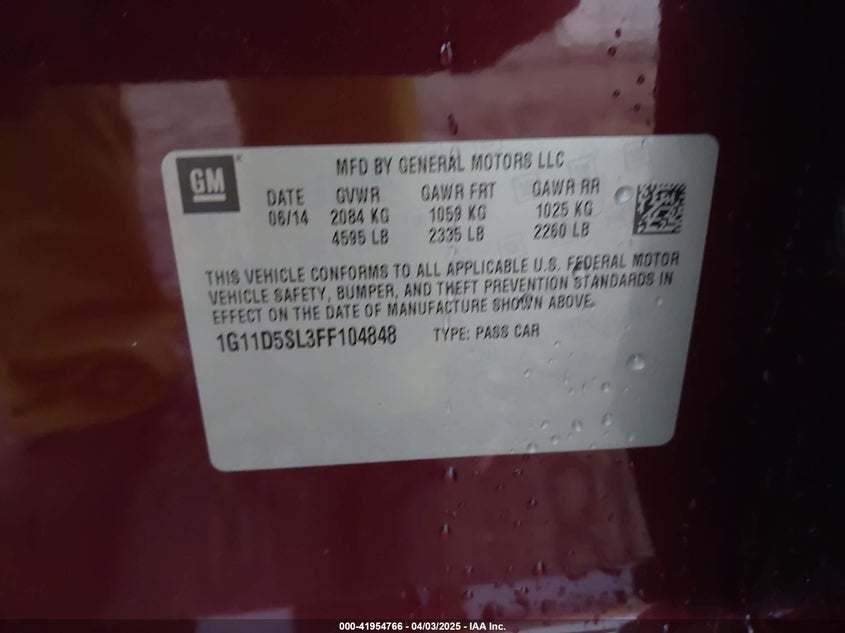 GM
MFD BY GENERAL MOTORS LLC
DATE GVWR GAWR FRT GAWR RR
06/14 2084 KG 1059 KG 1025 KG
4595 LB 2335 LB 2260 LB
THIS VEHICLE CONFORMS TO ALL APPLICABLE U.S. FEDERAL MOTOR
VEHICLE SAFETY, BUMPER, AND THEFT PREVENTION STANDARDS IN
EFFECT ON THE DATE OF MANUFACTURE SHOWN ABOVE.
1G11D5SL3FF104848 TYPE: PASS CAR
000-41954766 - 04/03/2025 - IAA Inc.